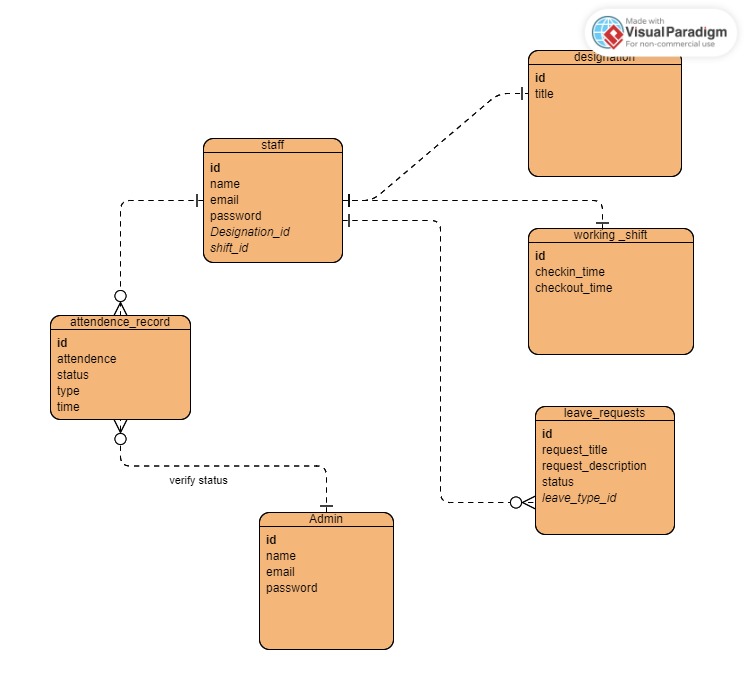 Made with
VisualParadigm
For non-commercial use
designation
id
title
staff
id
name
email
password
Designation_id
shift_id
working _shift
id
checkin_time
checkout_time
attendence_record
id
attendence
status
type
time
leave_requests
id
request_title
request_description
status
leave_type_id
verify status
Admin
id
name
email
password